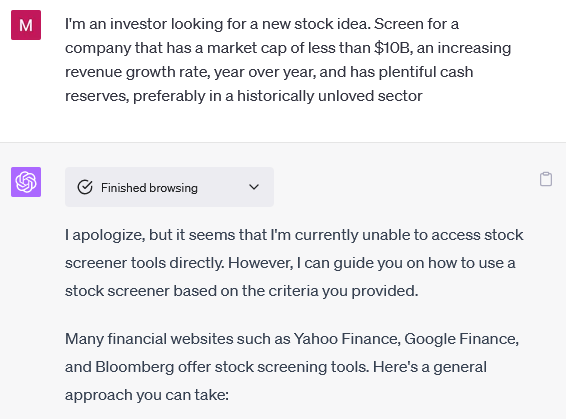 M
I'm an investor looking for a new stock idea. Screen for a
company that has a market cap of less than $10B, an increasing
revenue growth rate, year over year, and has plentiful cash
reserves, preferably in a historically unloved sector
Finished browsing
I apologize, but it seems that I'm currently unable to access stock
screener tools directly. However, I can guide you on how to use a
stock screener based on the criteria you provided.
Many financial websites such as Yahoo Finance, Google Finance,
and Bloomberg offer stock screening tools. Here's a general
approach you can take: